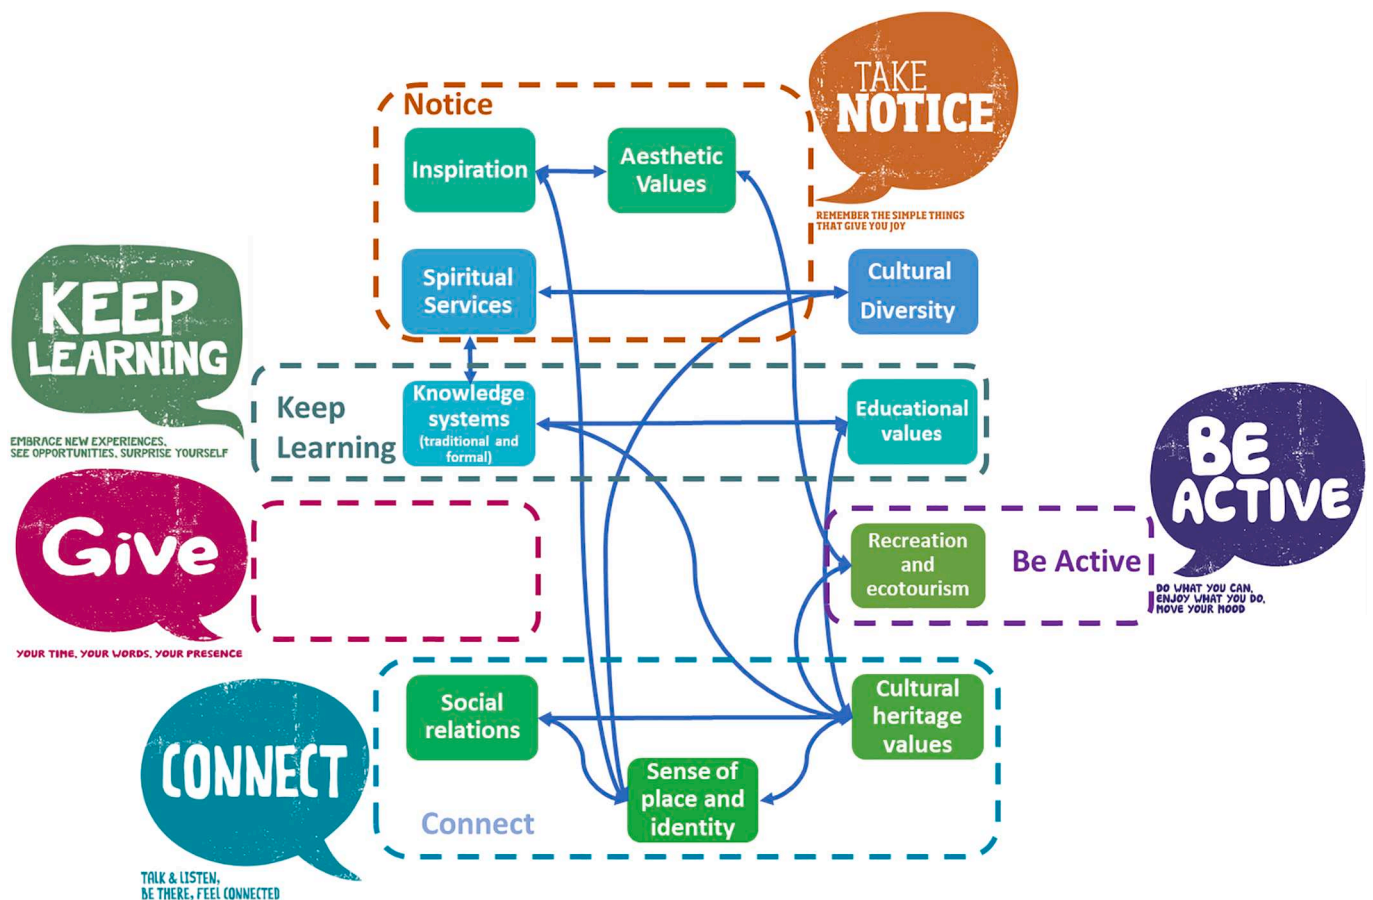 TAKE
NOTICE
REMEMBER THE SIMPLE THINGS
THAT GIVE YOU JOY
Notice
Inspiration
Aesthetic
Values
Spiritual
Services
Cultural
Diversity
KEEP
LEARNING
EMBRACE NEW EXPERIENCES,
SEE OPPORTUNITIES, SURPRISE YOURSELF
Keep
Learning
Knowledge
systems
(traditional and
formal)
Educational
values
Give
YOUR TIME, YOUR WORDS, YOUR PRESENCE
Recreation
and
ecotourism
Be Active
BE
ACTIVE
DO WHAT YOU CAN,
ENJOY WHAT YOU DO,
MOVE YOUR MOOD
CONNECT
TALK & LISTEN,
BE THERE, FEEL CONNECTED
Social
relations
Cultural
heritage
values
Sense of
place and
identity
Connect